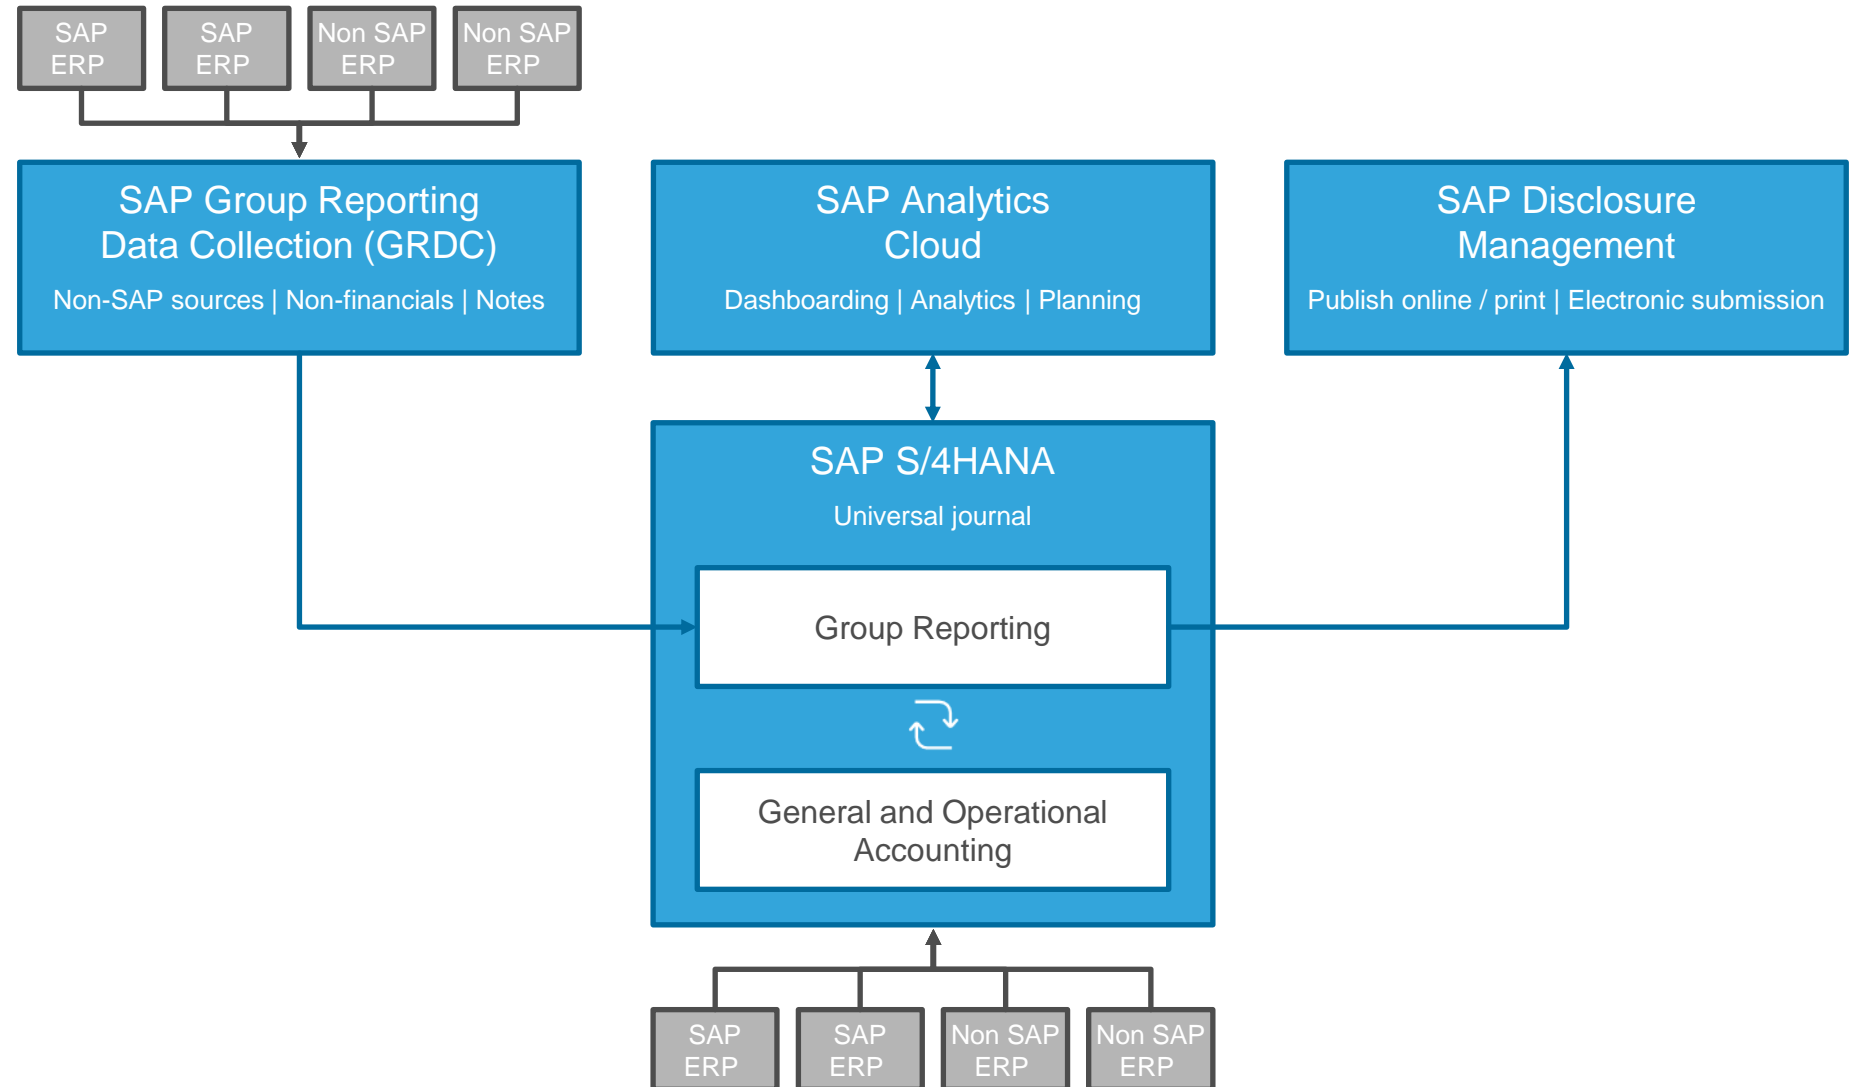 SAP
ERP
SAP
ERP
Non SAP
ERP
Non SAP
ERP
SAP Group Reporting
Data Collection (GRDC)
Non-SAP sources | Non-financials | Notes
SAP Analytics
Cloud
Dashboarding | Analytics | Planning
SAP Disclosure
Management
Publish online / print | Electronic submission
SAP S/4HANA
Universal journal
Group Reporting
General and Operational
Accounting
SAP
ERP
SAP
ERP
Non SAP
ERP
Non SAP
ERP